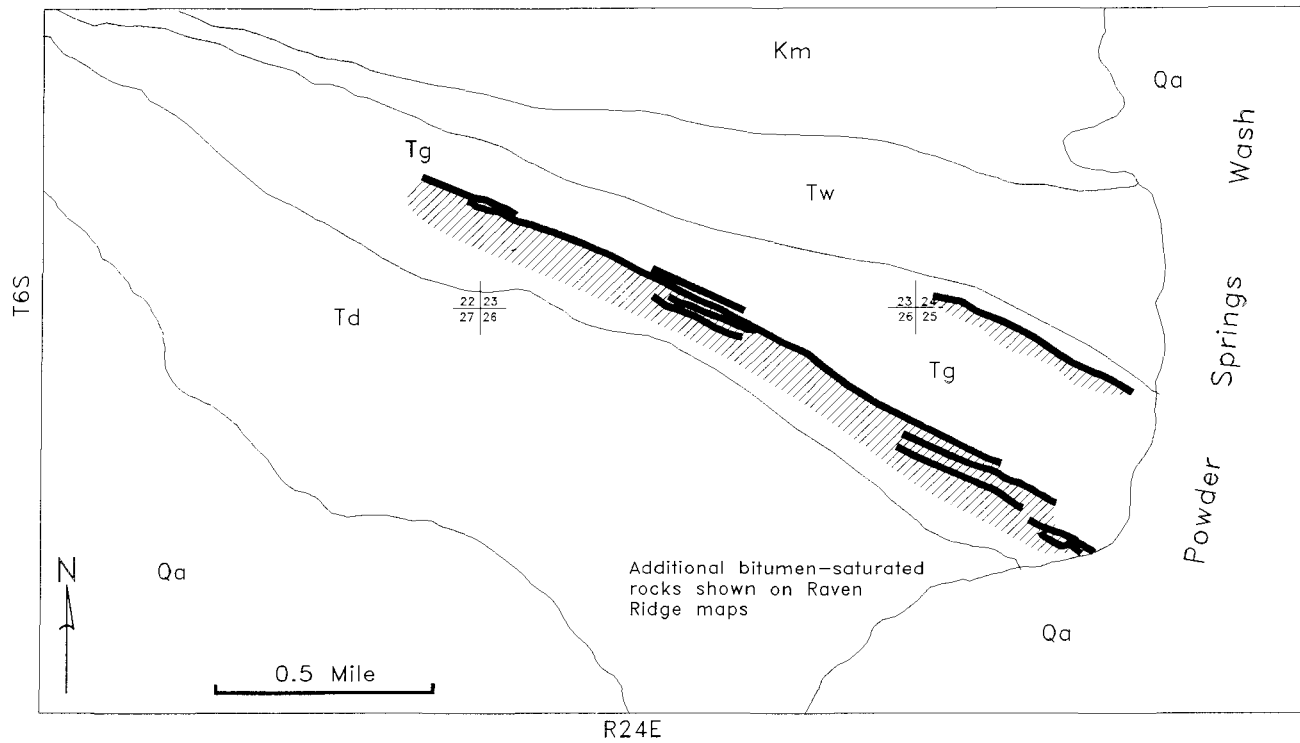 Km
Qa
Wash
Tg
Tw
T6S
22 23
27 26
Td
23 24
26 25
Springs
Tg
Powder
N
Qa
Additional bitumen-saturated
rocks shown on Raven
Ridge maps
Qa
0.5 Mile
R24E